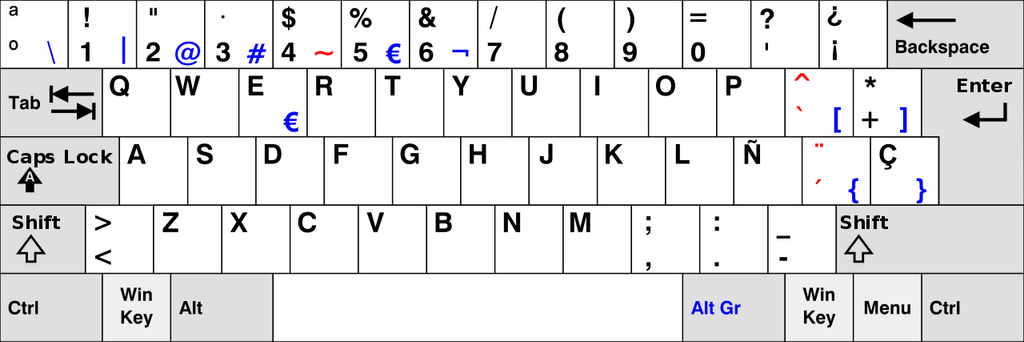 ª ! " · $ % & / ( ) = ? ¿
º \ 1 | 2 @ 3 # 4 ~ 5 € 6 ¬ 7 8 9 0 ' ¡ Backspace
Tab Q W E R T Y U I O P ^ * Enter
€ ` [ + ]
Caps Lock A S D F G H J K L Ñ ¨ Ç
A ´ { }
Shift > Z X C V B N M ; : _ Shift
< , . -
Ctrl Win Key Alt Alt Gr Win Key Menu Ctrl